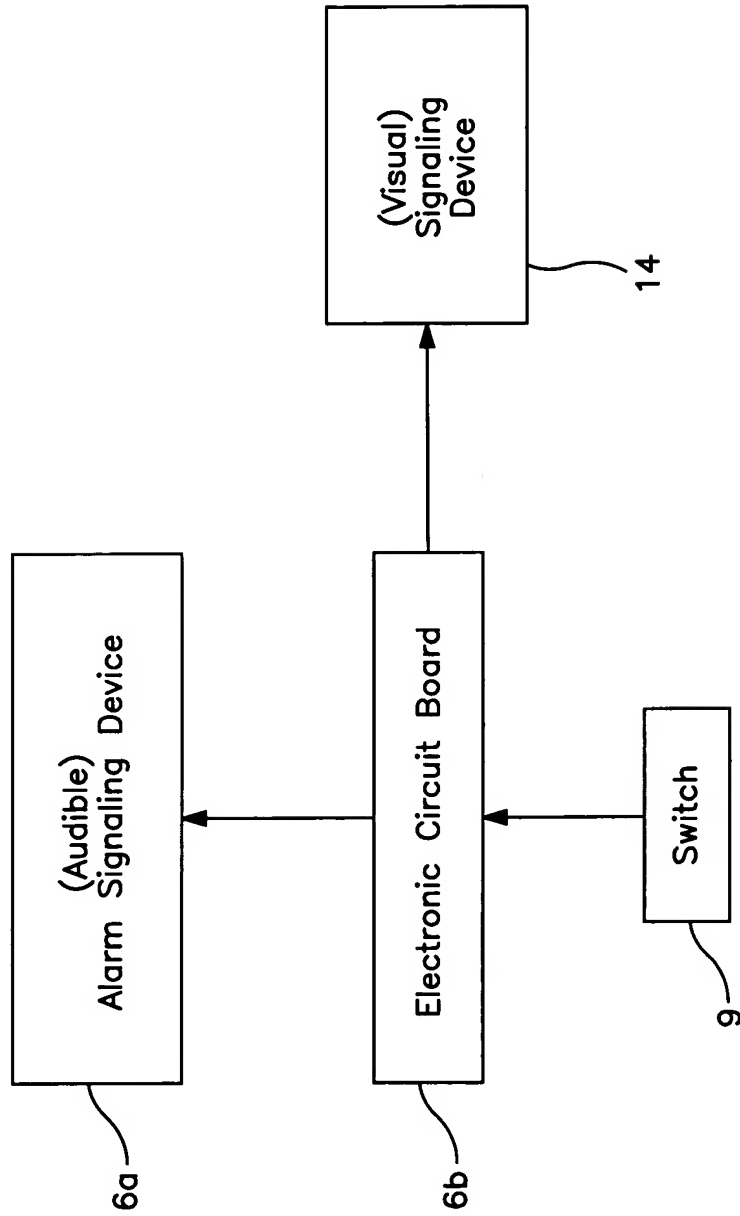 6a
(Audible)
Alarm Signaling Device
6b
Electronic Circuit Board
(Visual)
Signaling
Device
14
9
Switch